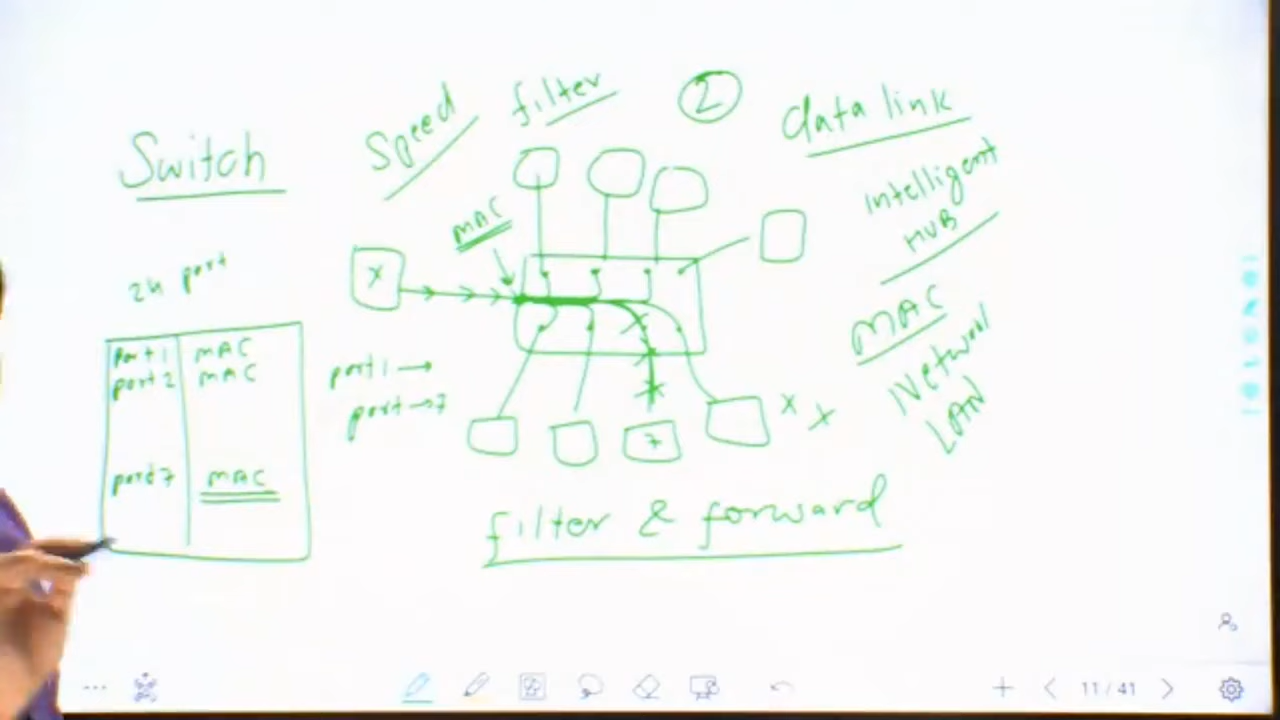 Speed filter 2 data link
Switch
Intelligent
HUB
MAC
X
24 port
MAC
Network
LAN
port 1 MAC
port 2 MAC
port 7 MAC
port 1 →
port → 7
7
X X
filter & forward
11 / 41